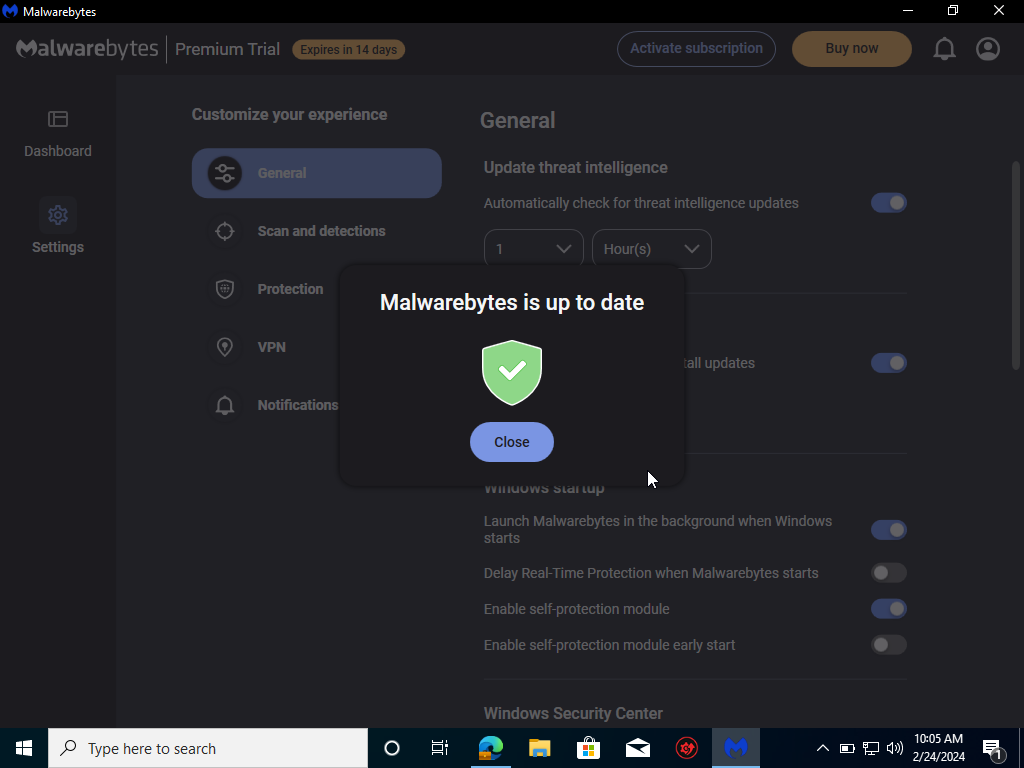 Malwarebytes
Malwarebytes Premium Trial Expires in 14 days Activate subscription Buy now
Dashboard
Settings
Customize your experience
General
Scan and detections
Protection
VPN
Notifications
General
Update threat intelligence
Automatically check for threat intelligence updates
1 Hour(s)
Malwarebytes is up to date
Close
updates
Windows startup
Launch Malwarebytes in the background when Windows
starts
Delay Real-Time Protection when Malwarebytes starts
Enable self-protection module
Enable self-protection module early start
Windows Security Center
Type here to search
10:05 AM
2/24/2024
1